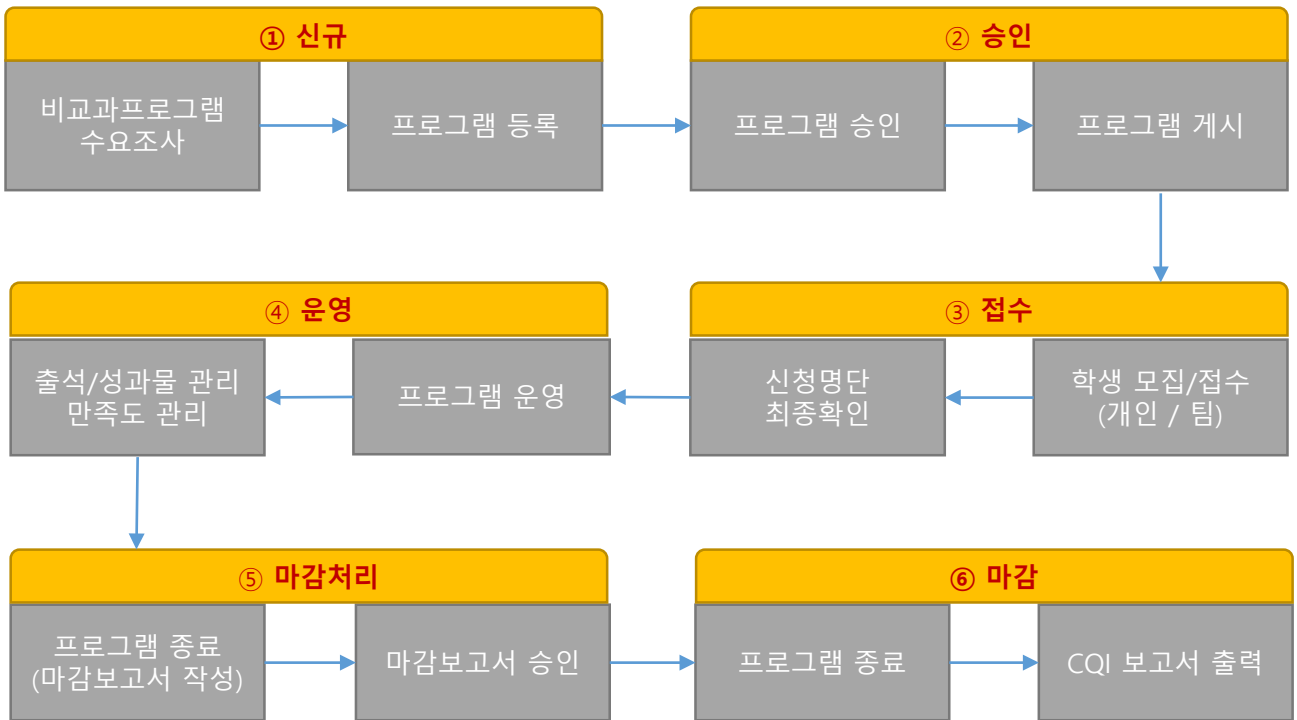 ① 신규
비교과프로그램
수요조사
프로그램 등록
② 승인
프로그램 승인
프로그램 게시
③ 접수
학생 모집/접수
(개인 / 팀)
신청명단
최종확인
④ 운영
프로그램 운영
출석/성과물 관리
만족도 관리
⑤ 마감처리
프로그램 종료
(마감보고서 작성)
마감보고서 승인
⑥ 마감
프로그램 종료
CQI 보고서 출력